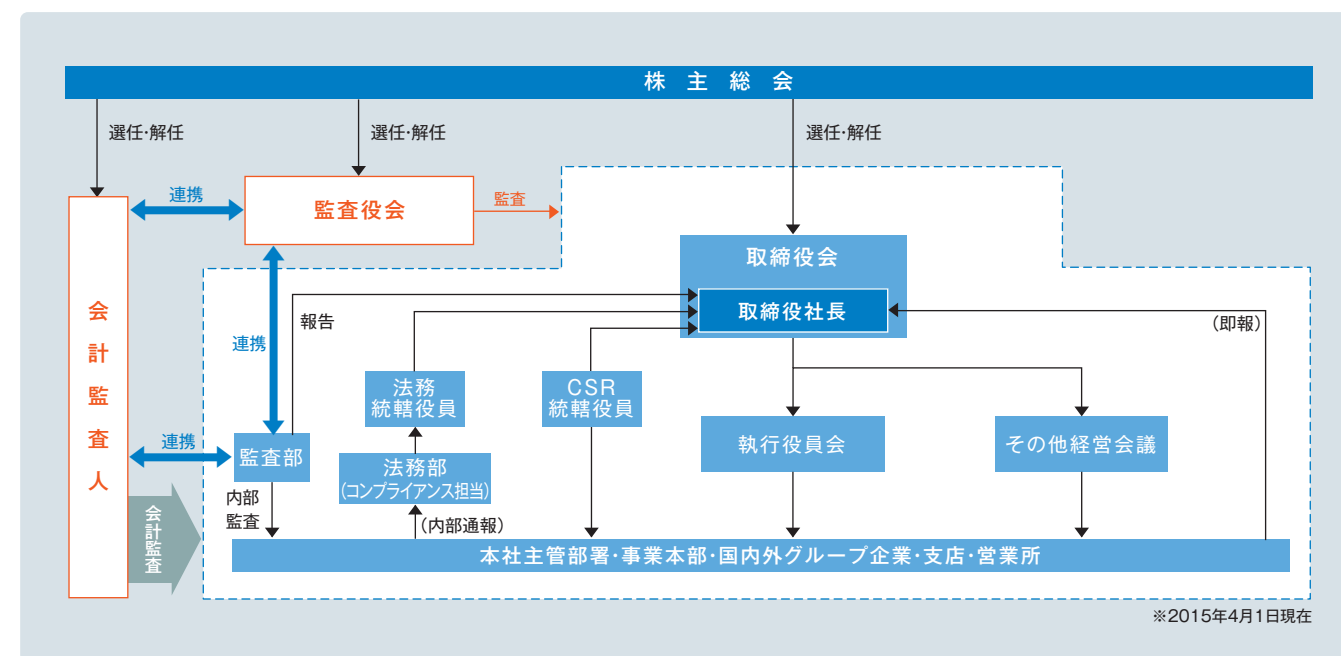 株主総会
選任・解任
選任・解任
選任・解任
連携
監査役会
監査
取締役会
取締役社長
会計監査人
報告
(即報)
連携
法務
統轄役員
CSR
統轄役員
連携
監査部
法務部
(コンプライアンス担当)
執行役員会
その他経営会議
内部
監査
(内部通報)
会計監査
本社主管部署・事業本部・国内外グループ企業・支店・営業所
※2015年4月1日現在